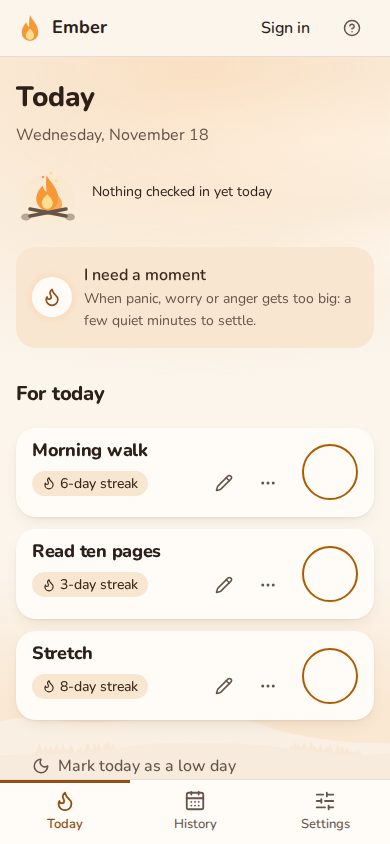 Ember
Sign in
Today
Wednesday, November 18
Nothing checked in yet today
I need a moment
When panic, worry or anger gets too big: a
few quiet minutes to settle.
For today
Morning walk
6-day streak
Read ten pages
3-day streak
Stretch
8-day streak
Mark today as a low day
Today
History
Settings